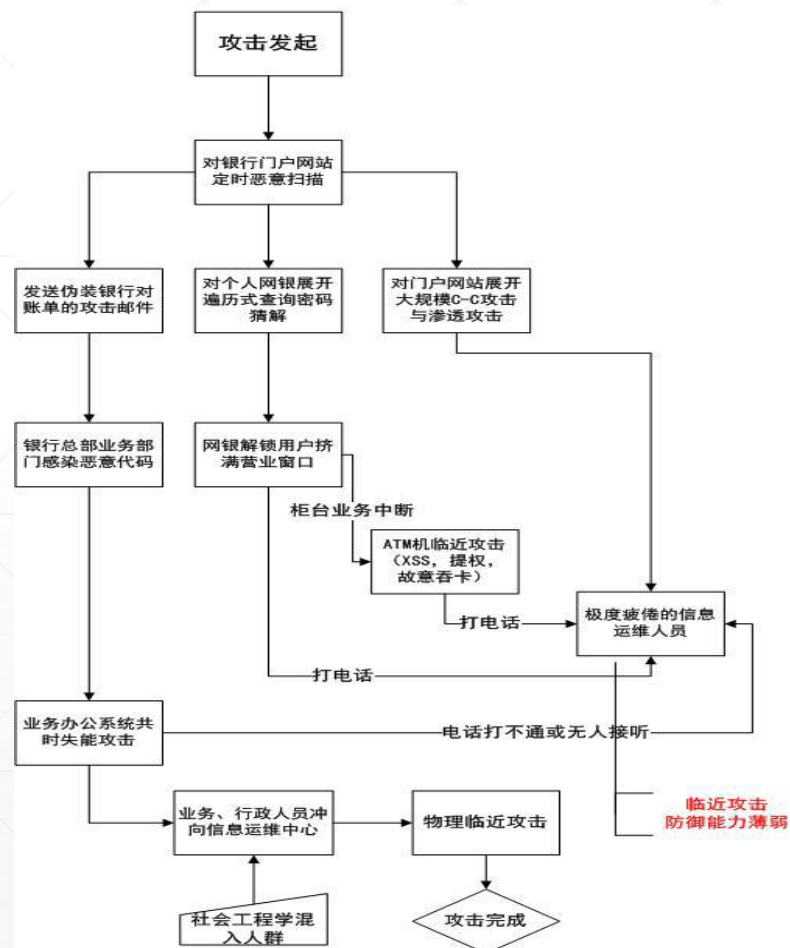 攻击发起
对银行门户网站
定时恶意扫描
发送伪装银行对
账单的攻击邮件
对个人网银展开
遍历式查询密码
猜解
对门户网站展开
大规模C-C攻击
与渗透攻击
银行总部业务部
门感染恶意代码
网银解锁用户挤
满营业窗口
柜台业务中断
ATM机临近攻击
（XSS，提权，
故意吞卡）
极度疲倦的信息
运维人员
打电话
打电话
业务办公系统共
时失能攻击
电话打不通或无人接听
业务、行政人员冲
向信息运维中心
物理临近攻击
临近攻击
防御能力薄弱
社会工程学混
入人群
攻击完成